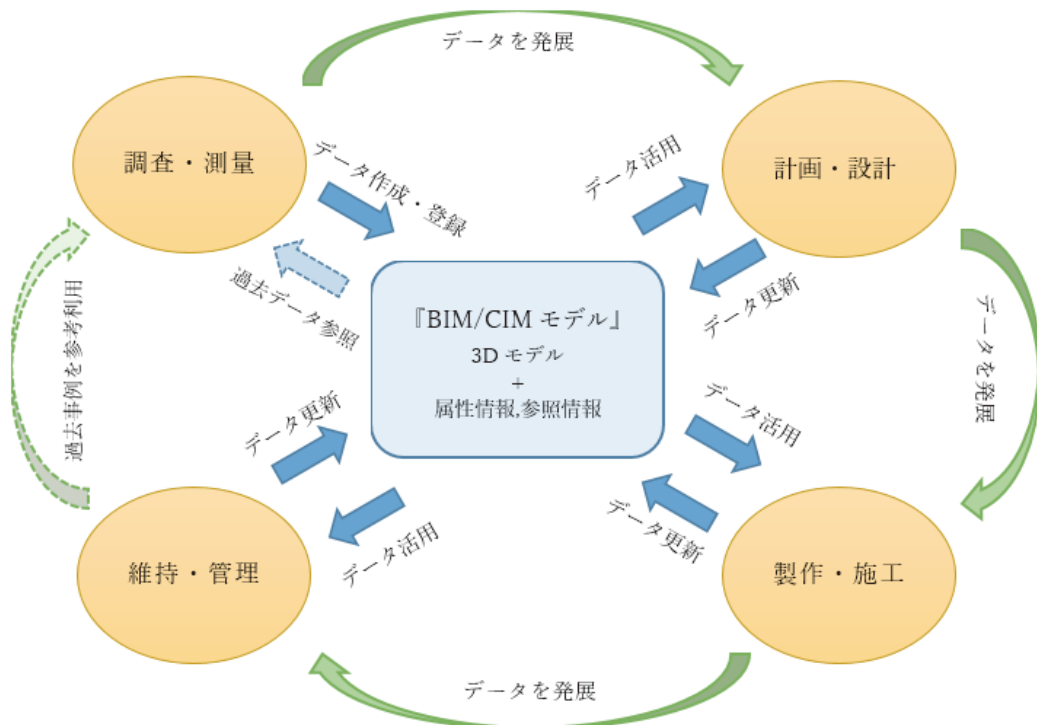 データを発展
調査・測量
計画・設計
データ作成・登録
データ活用
過去データ参照
データ更新
『BIM/CIM モデル』
3D モデル
+
属性情報,参照情報
過去事例を参考利用
データを発展
データ更新
データ活用
データ活用
データ更新
維持・管理
製作・施工
データを発展